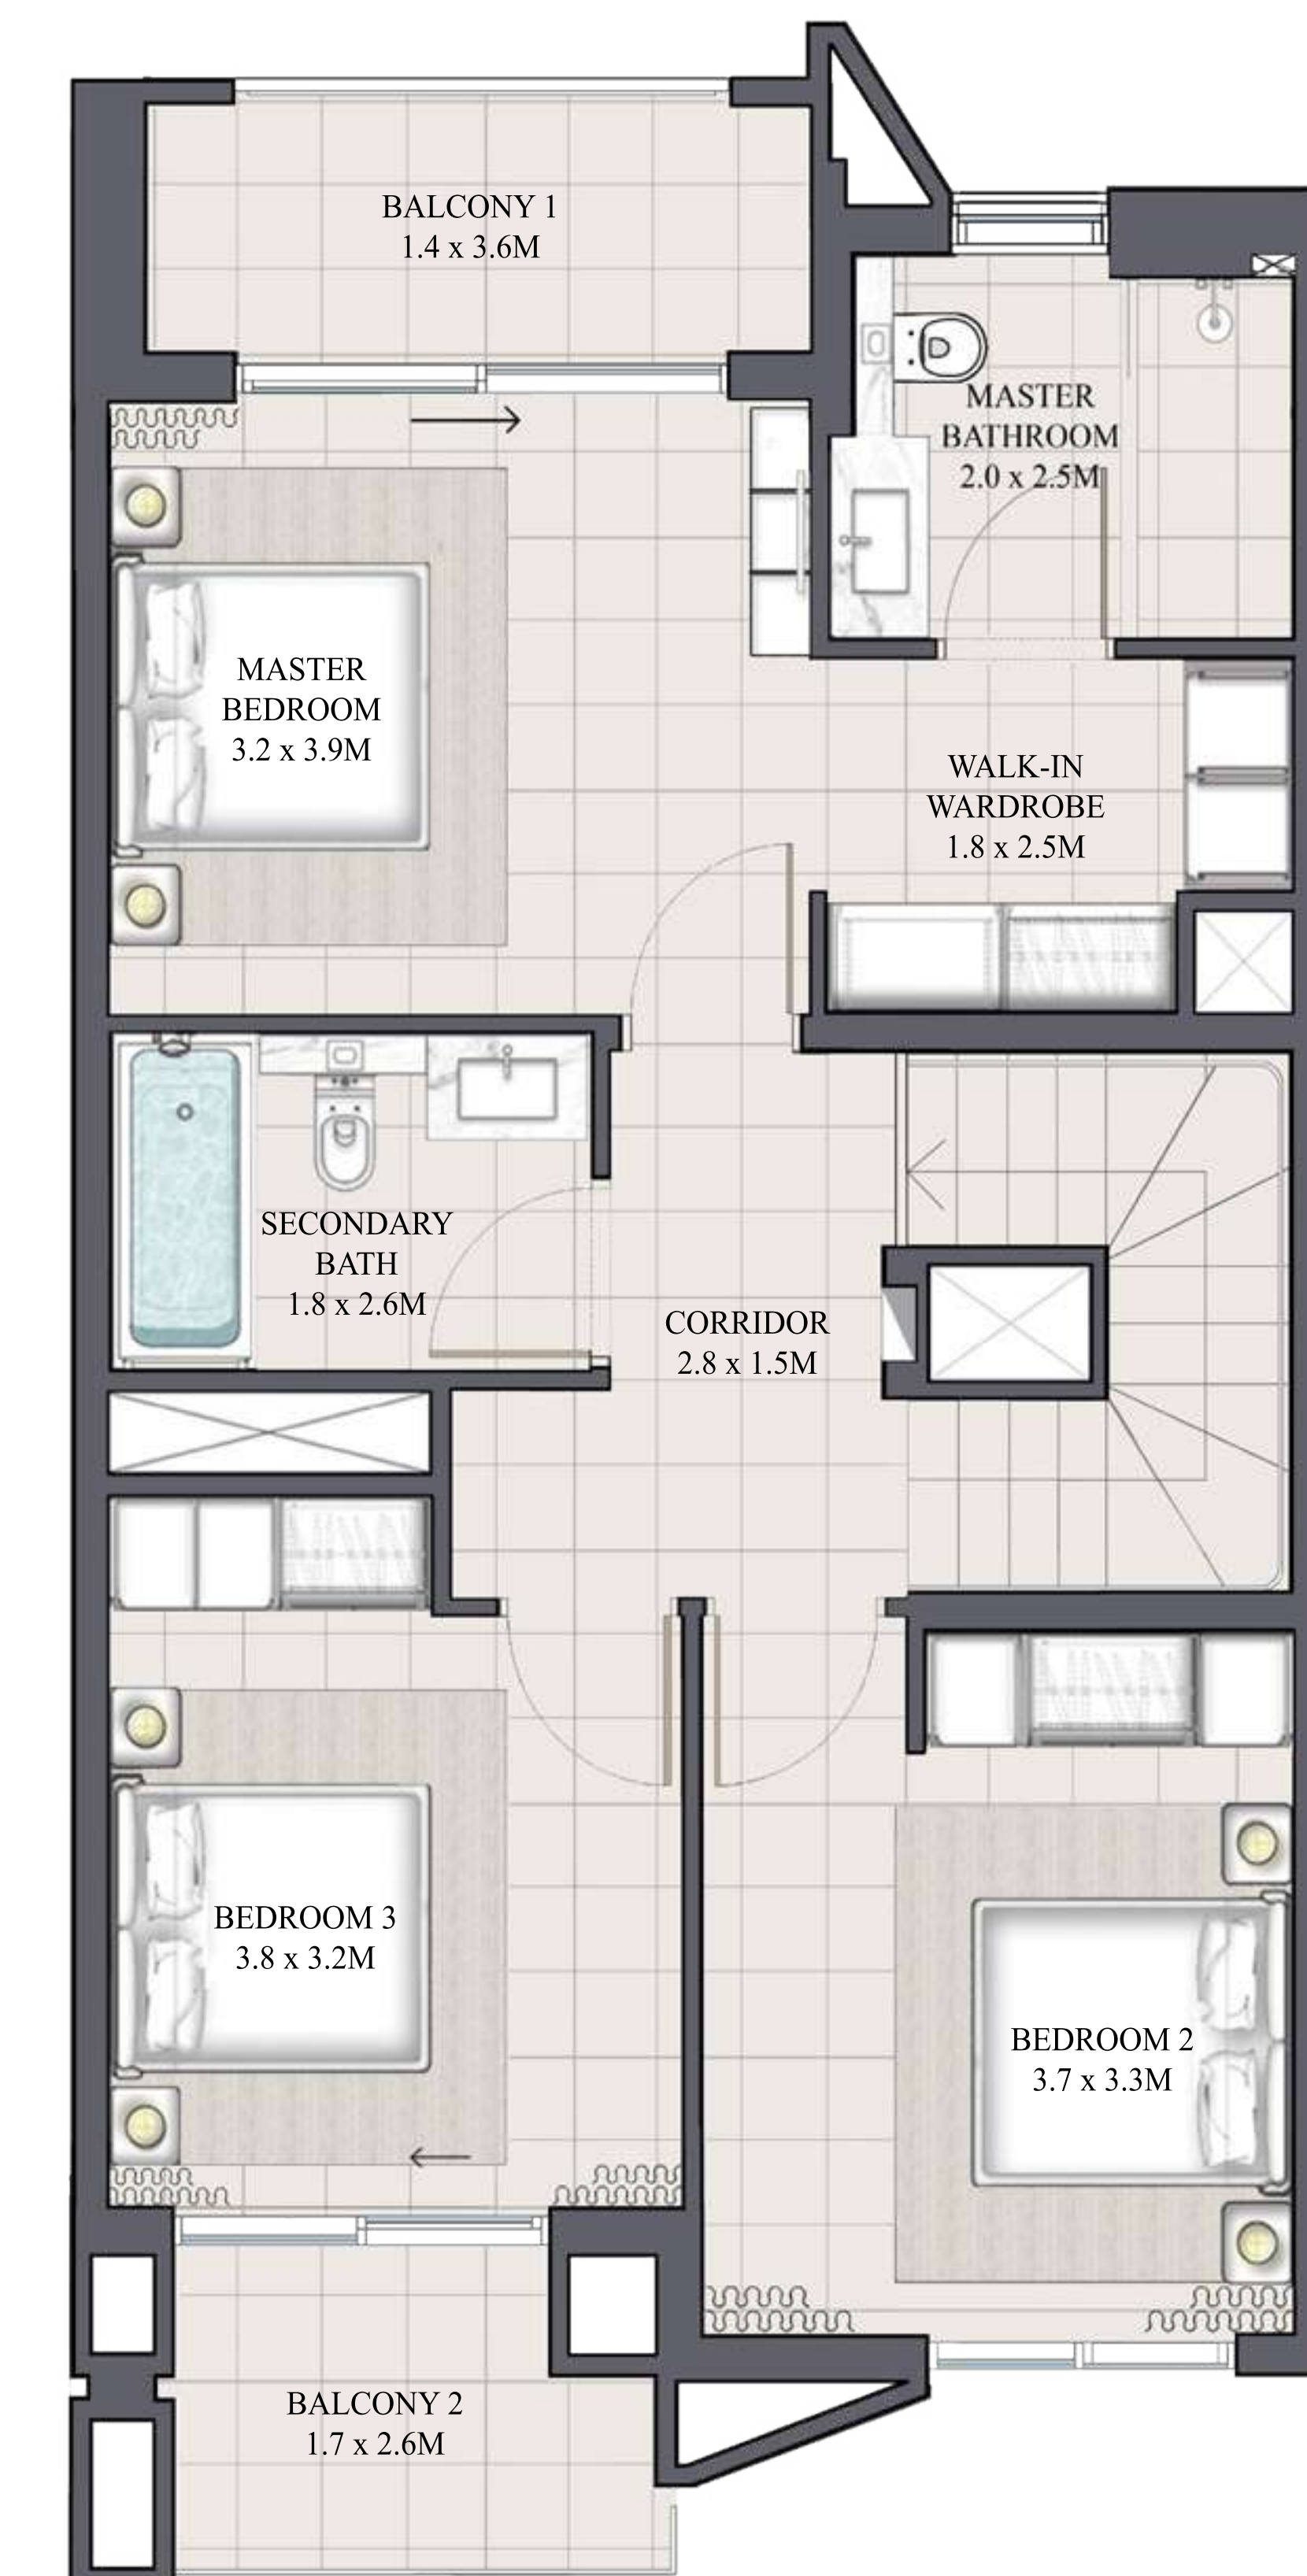 BALCONY 1
1.4 x 3.6M
MASTER
BATHROOM
2.0 x 2.5M
MASTER
BEDROOM
3.2 x 3.9M
WALK-IN
WARDROBE
1.8 x 2.5M
SECONDARY
BATH
1.8 x 2.6M
CORRIDOR
2.8 x 1.5M
BEDROOM 3
3.8 x 3.2M
BEDROOM 2
3.7 x 3.3M
BALCONY 2
1.7 x 2.6M